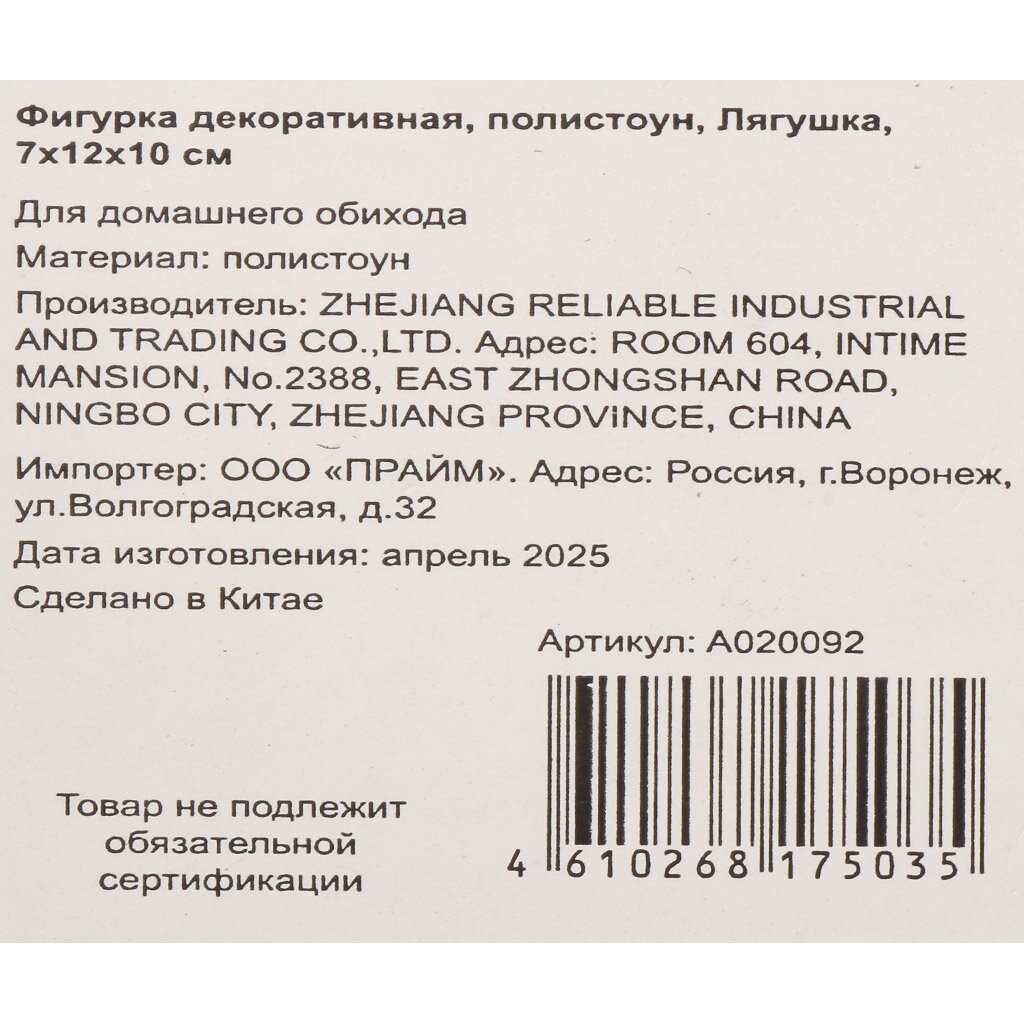 Фигурка декоративная, полистоун, Лягушка,
7х12х10 см
Для домашнего обихода
Материал: полистоун
Производитель: ZHEJIANG RELIABLE INDUSTRIAL
AND TRADING CO.,LTD. Адрес: ROOM 604, INTIME
MANSION, No.2388, EAST ZHONGSHAN ROAD,
NINGBO CITY, ZHEJIANG PROVINCE, CHINA
Импортер: ООО «ПРАЙМ». Адрес: Россия, г.Воронеж,
ул.Волгоградская, д.32
Дата изготовления: апрель 2025
Сделано в Китае
Артикул: А020092
Товар не подлежит
обязательной
сертификации
4 610268 175035